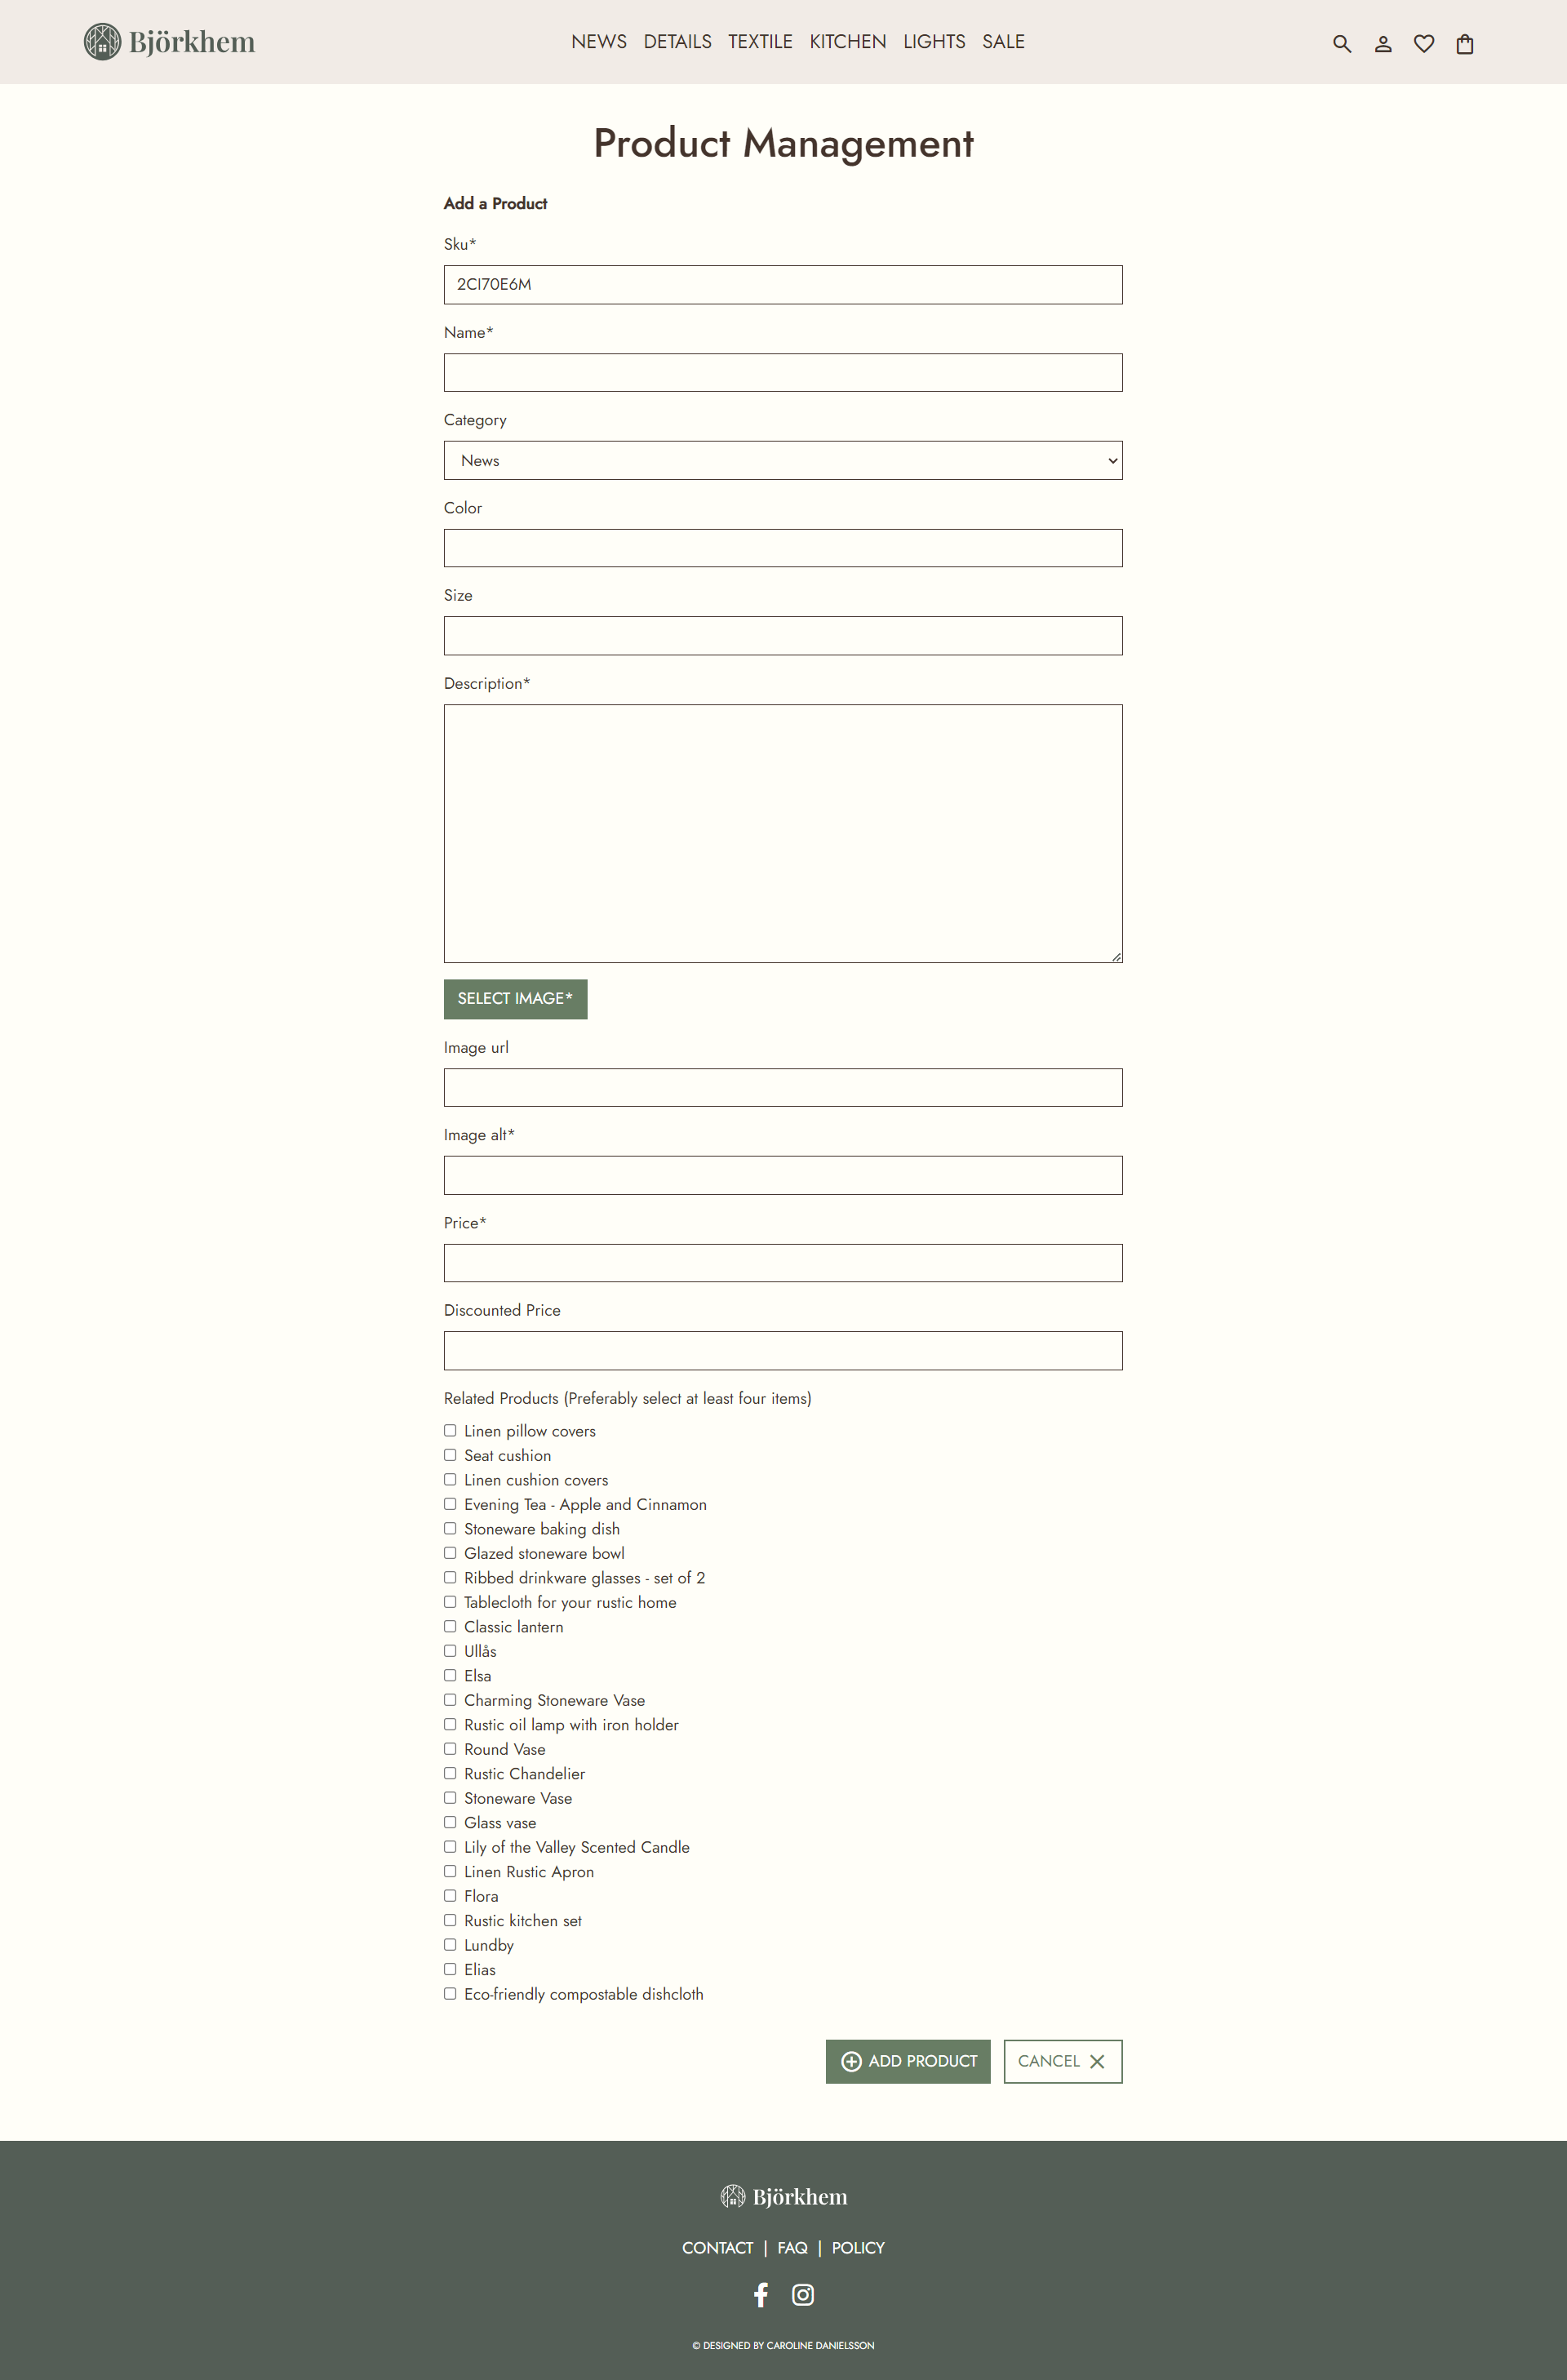 Björkhem
NEWS DETAILS TEXTILE KITCHEN LIGHTS SALE
Product Management
Add a Product
Sku*
2CI70E6M
Name*
Category
News
Color
Size
Description*
SELECT IMAGE*
Image url
Image alt*
Price*
Discounted Price
Related Products (Preferably select at least four items)
Linen pillow covers
Seat cushion
Linen cushion covers
Evening Tea - Apple and Cinnamon
Stoneware baking dish
Glazed stoneware bowl
Ribbed drinkware glasses - set of 2
Tablecloth for your rustic home
Classic lantern
Ullås
Elsa
Charming Stoneware Vase
Rustic oil lamp with iron holder
Round Vase
Rustic Chandelier
Stoneware Vase
Glass vase
Lily of the Valley Scented Candle
Linen Rustic Apron
Flora
Rustic kitchen set
Lundby
Elias
Eco-friendly compostable dishcloth
ADD PRODUCT CANCEL
Björkhem
CONTACT | FAQ | POLICY
© DESIGNED BY CAROLINE DANIELSSON